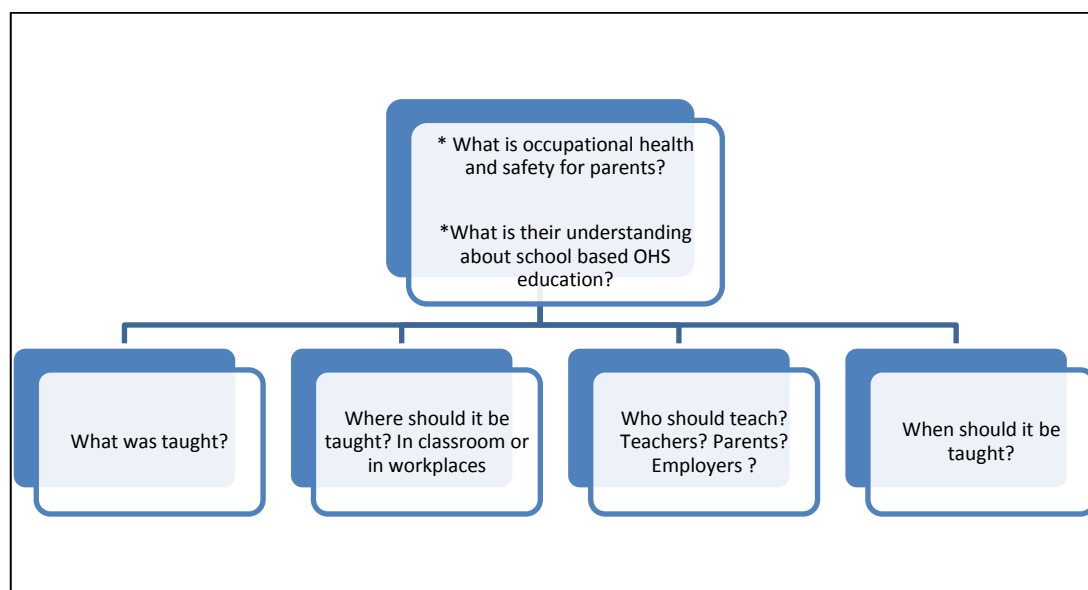 * What is occupational health
and safety for parents?
*What is their understanding
about school based OHS
education?
What was taught?
Where should it be
taught? In classroom or
in workplaces
Who should teach?
Teachers? Parents?
Employers ?
When should it be
taught?